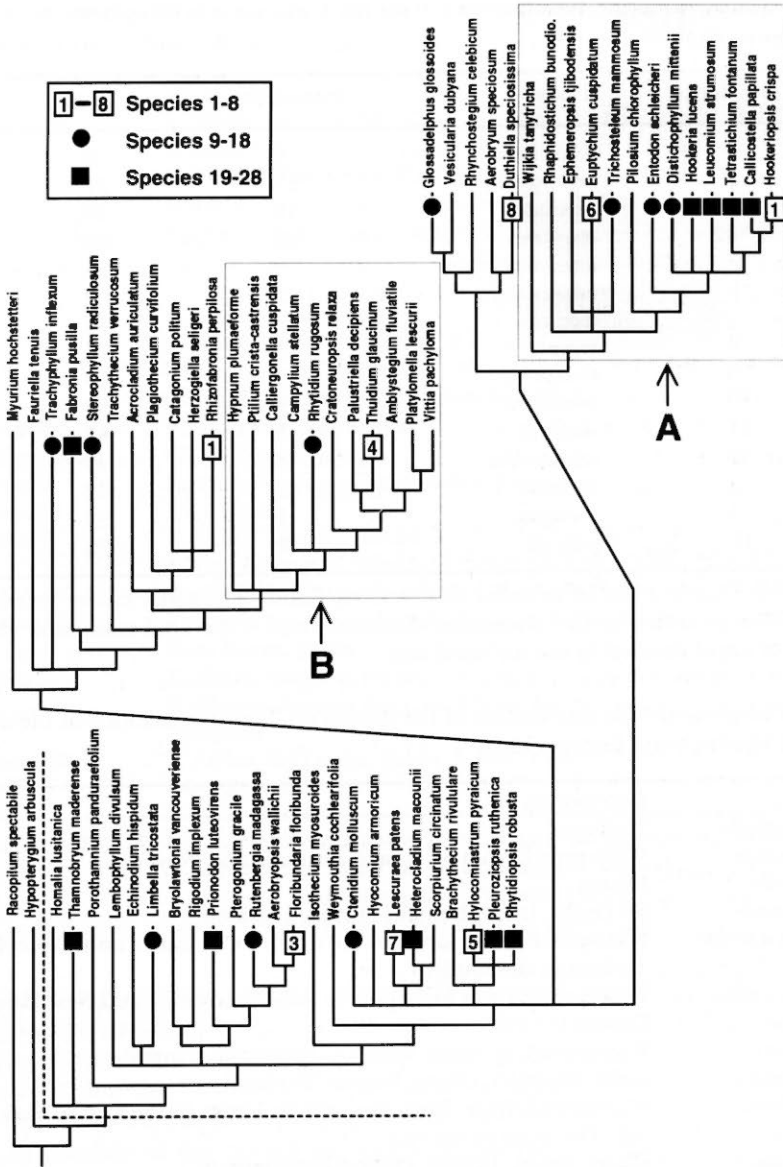 1 – 8 Species 1-8
Species 9-18
Species 19-28
Glossadelphus glossoides
Vesicularia dubyana
Rhynchostegium celebicum
Aerobryum speciosum
8 Duthiella speciosissima
Wijkia tanytricha
Rhaphidostichum bunodio.
Ephemeropsis tjibodensis
6 Euptychium cuspidatum
Trichosteleum mammosum
Pilosium chlorophyllum
Entodon schleicheri
Distichophyllum mittenii
Hookeria lucens
Leucomium strumosum
Tetrastichium fontanum
Callicostella papillata
1 Hookeriopsis crispa
A
Myurium hochstetteri
Fauriella tenuis
Trachyphyllum inflexum
Fabronia pusilla
Stereophyllum radiculosum
Trachythecium verrucosum
Acrocladium auriculatum
Plagiothecium curvifolium
Catagonium politum
Herzogiella seligeri
1 Rhizofabronia perpilosa
Hypnum plumaeforme
Ptilium crista-castrensis
Calliergonella cuspidata
Campylium stellatum
Rhytidium rugosum
Cratoneuropsis relaxa
Palustriella decipiens
4 Thuidium glaucinum
Amblystegium fluviatile
Platylomella lescurii
Vittia pachyloma
B
Racopilum spectabile
Hypopterygium arbuscula
Homalia lusitanica
Thamnobryum maderense
Porothamnium panduraefolium
Lembophyllum divulsum
Echinodium hispidum
Limbella tricostata
Bryolawtonia vancouveriense
Rigodium implexum
Prionodon luteovirens
Pterogonium gracile
Rutenbergia madagassa
Aerobryopsis wallichii
3 Floribundaria floribunda
Isothecium myosuroides
Weymouthia cochlearifolia
Ctenidium molluscum
Hyocomium armoricum
7 Lescuraea patens
Heterocladium macounii
Scorpiurium circinatum
Brachythecium rivulare
5 Hylocomiastrum pyraicum
Pleuroziopsis ruthenica
Rhytidiopsis robusta